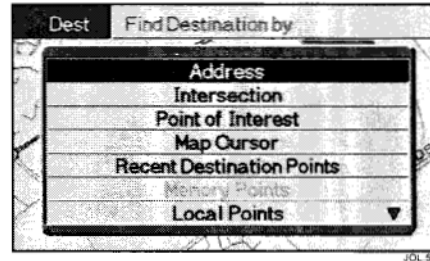 Dest Find Destination by
Address
Intersection
Point of Interest
Map Cursor
Recent Destination Points
Memory Points
Local Points